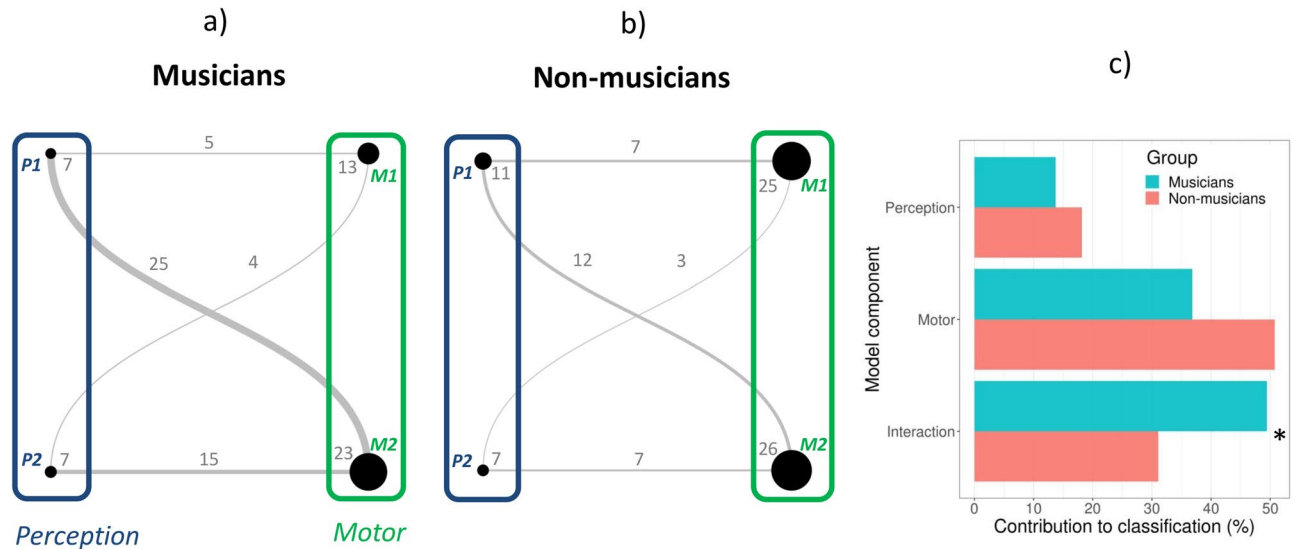 a)
Musicians
5
P1
7
13
M1
25
4
P2
7
15
23
M2
Perception
Motor
b)
Non-musicians
7
P1
11
25
M1
12
3
P2
7
7
26
M2
c)
Group
Musicians
Non-musicians
Model component
Perception
Motor
Interaction
*
0 10 20 30 40 50
Contribution to classification (%)